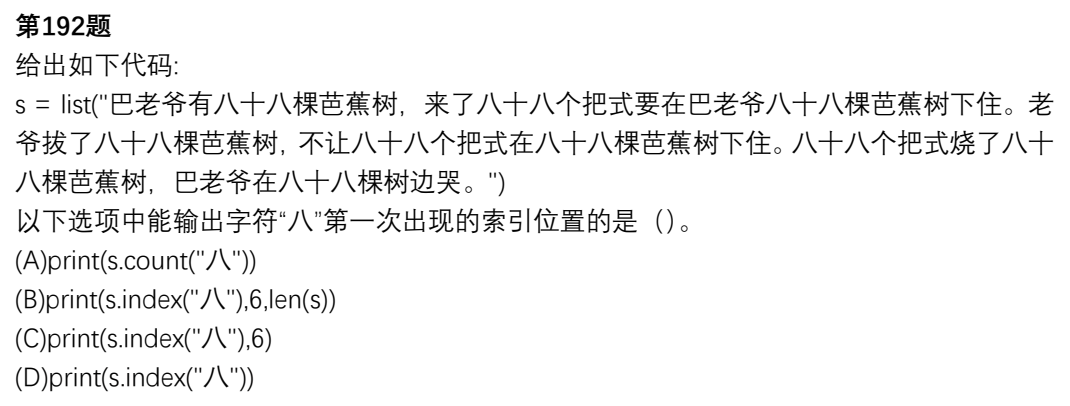 第192题
给出如下代码:
s = list("巴老爷有八十八棵芭蕉树，来了八十八个把式要在巴老爷八十八棵芭蕉树下住。老
爷拔了八十八棵芭蕉树, 不让八十八个把式在八十八棵芭蕉树下住。八十八个把式烧了八十
八棵芭蕉树，巴老爷在八十八棵树边哭。")
以下选项中能输出字符“八”第一次出现的索引位置的是（）。
(A)print(s.count("八"))
(B)print(s.index("八"),6,len(s))
(C)print(s.index("八"),6)
(D)print(s.index("八"))